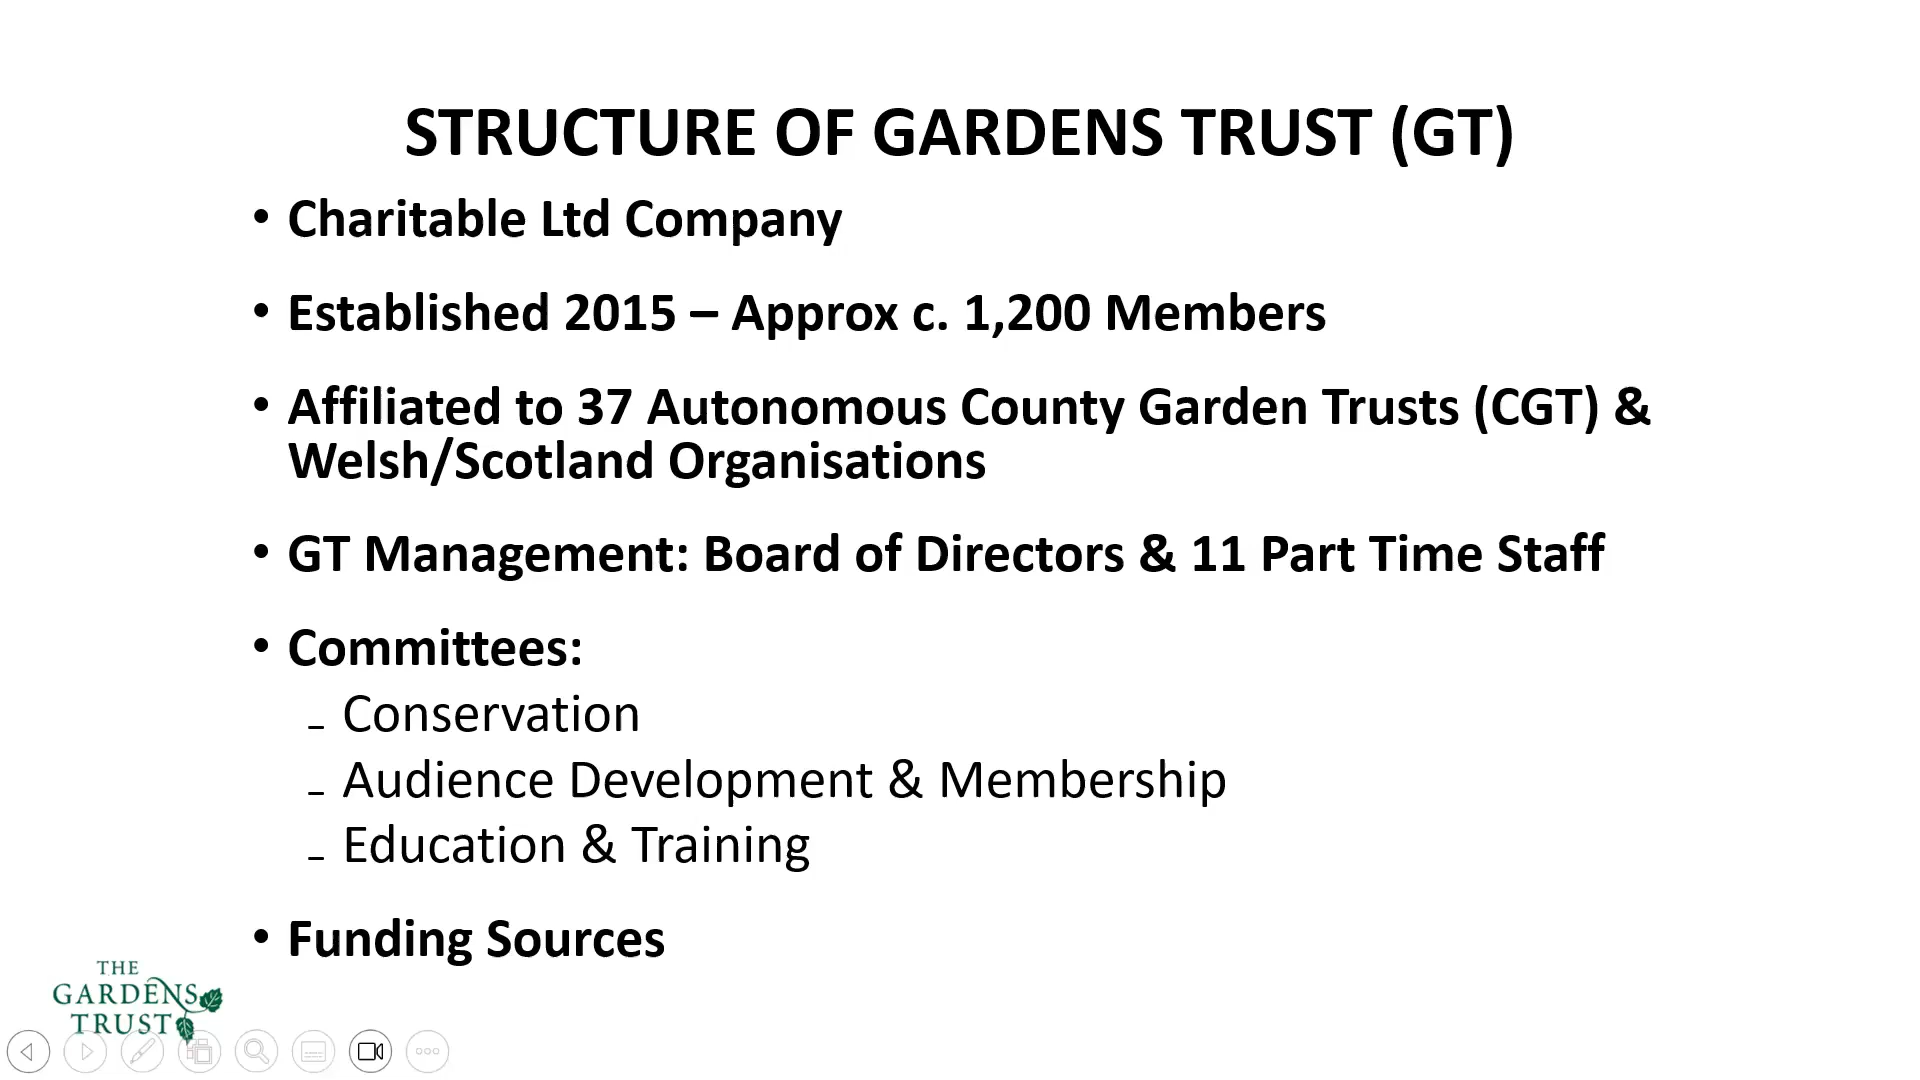 STRUCTURE OF GARDENS TRUST (GT)
• Charitable Ltd Company
• Established 2015 – Approx c. 1,200 Members
• Affiliated to 37 Autonomous County Garden Trusts (CGT) &
Welsh/Scotland Organisations
• GT Management: Board of Directors & 11 Part Time Staff
• Committees:
– Conservation
– Audience Development & Membership
– Education & Training
• Funding Sources
THE
GARDENS
TRUST